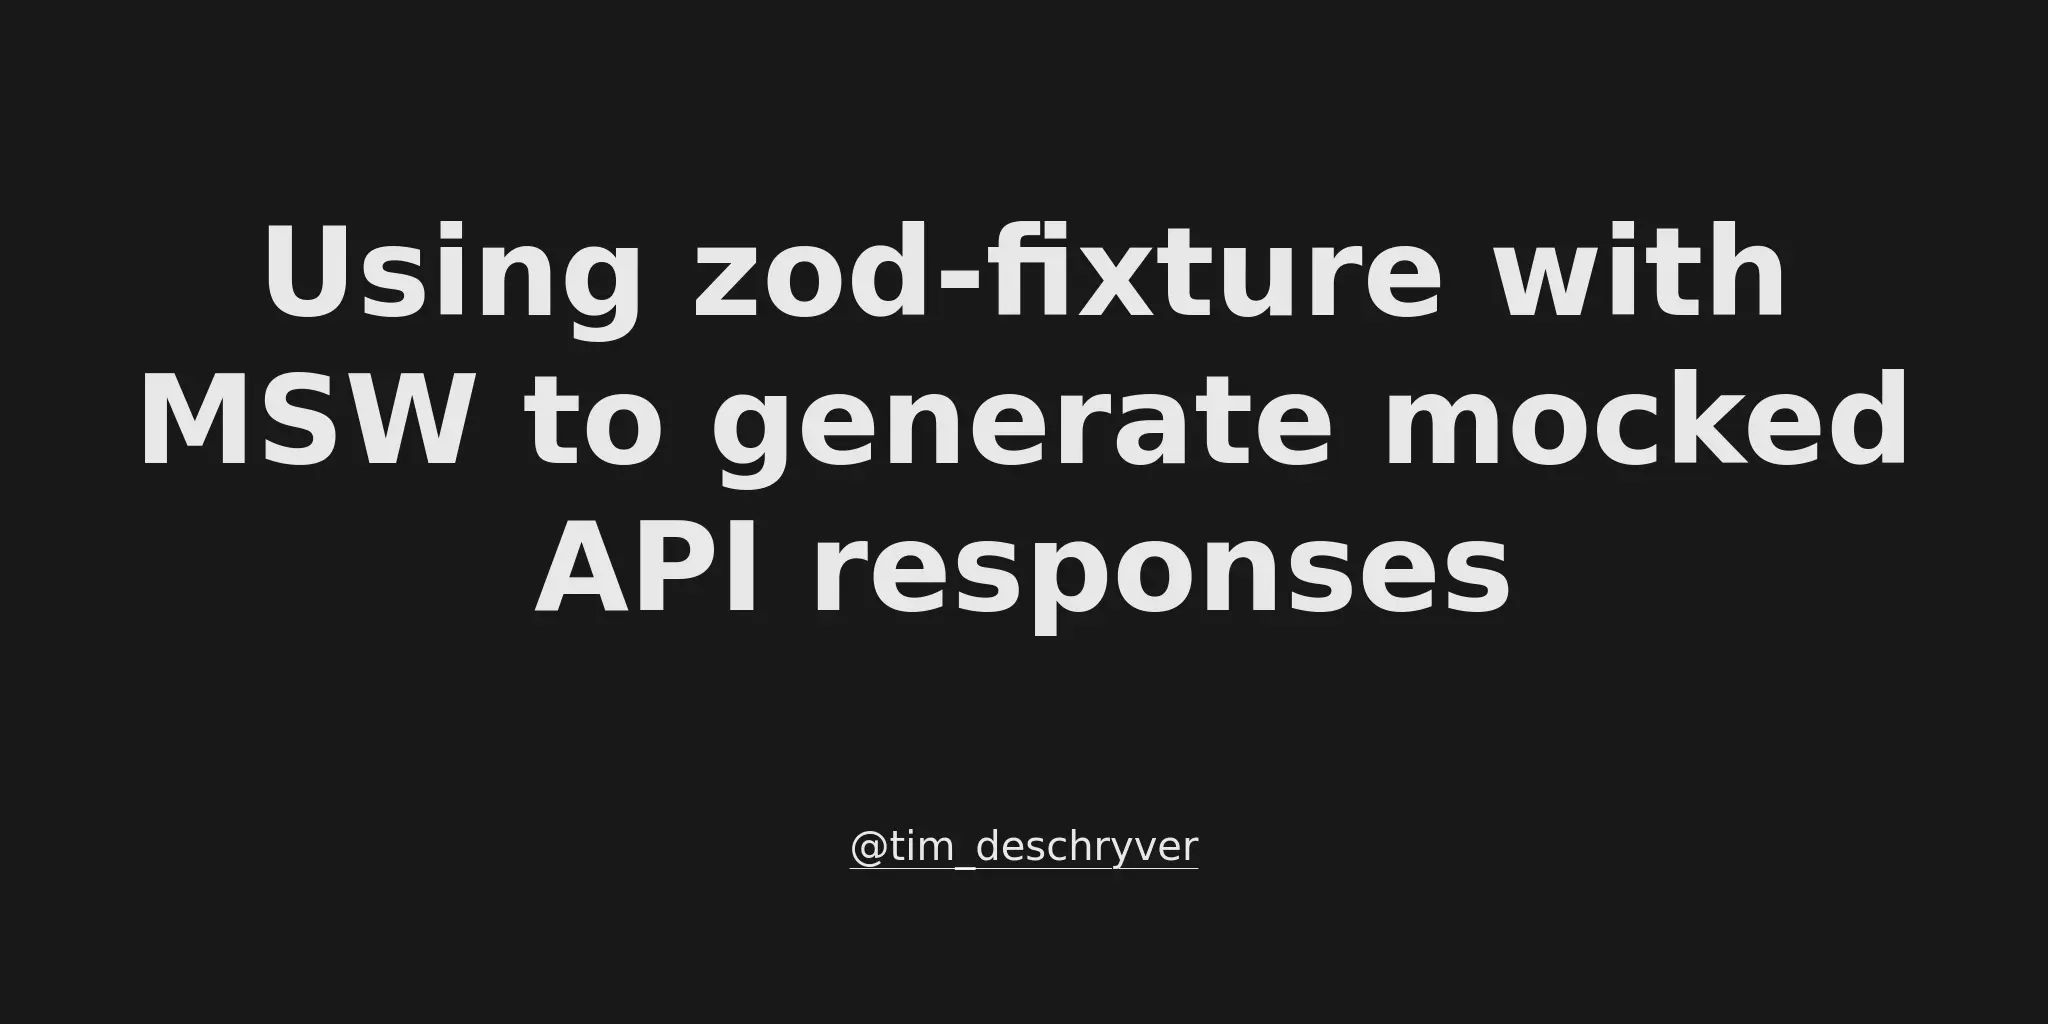 Using zod-fixture with
MSW to generate mocked
API responses
@tim_deschryver